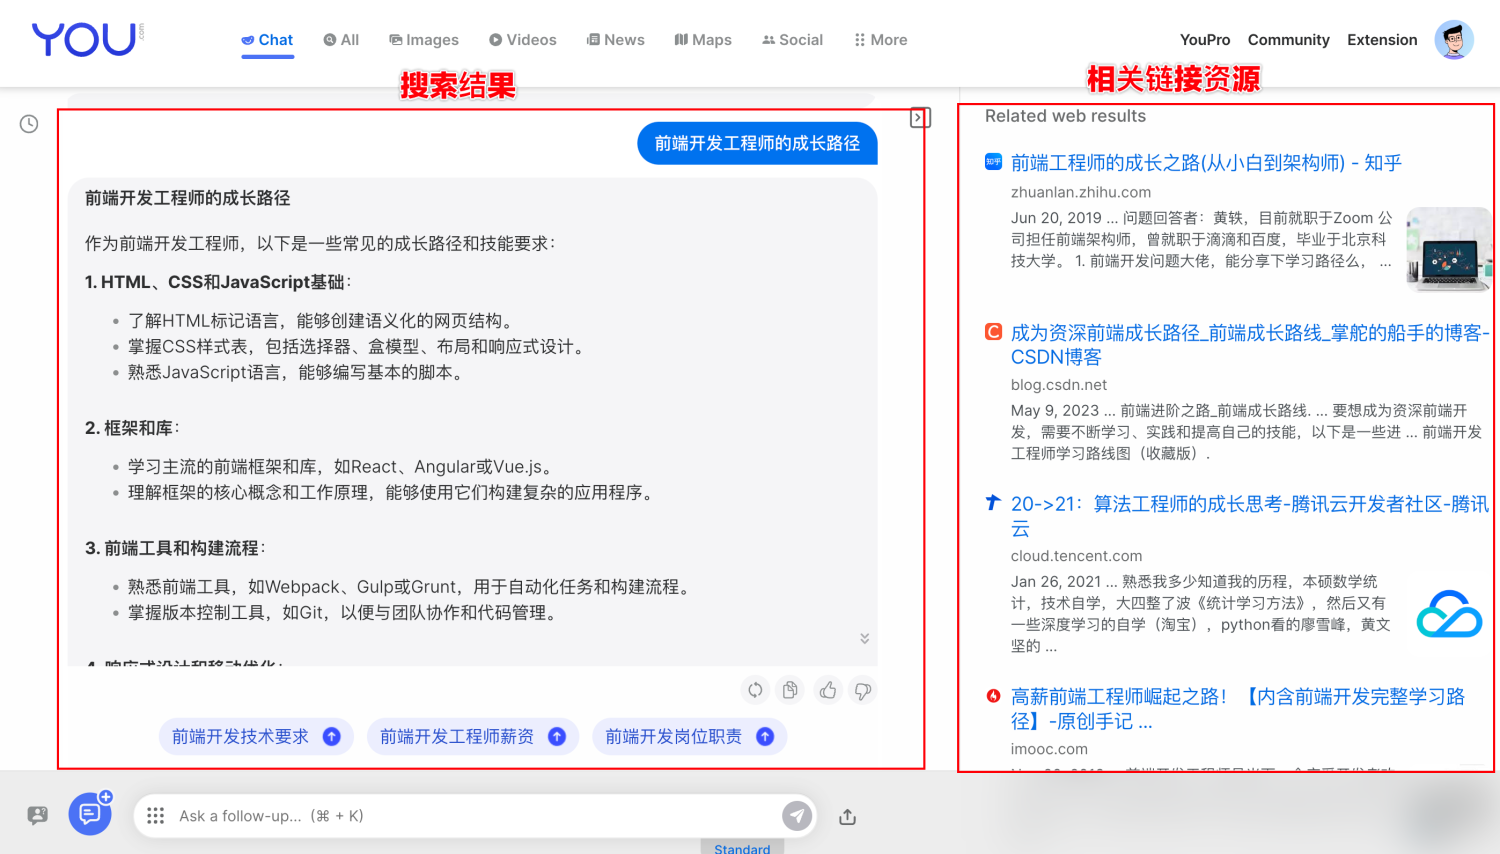 YOU.com
Chat
All
Images
Videos
News
Maps
Social
More
YouPro
Community
Extension
搜索结果
相关链接资源
前端开发工程师的成长路径
前端开发工程师的成长路径
作为前端开发工程师，以下是一些常见的成长路径和技能要求：
1. HTML、CSS和JavaScript基础：
• 了解HTML标记语言，能够创建语义化的网页结构。
• 掌握CSS样式表，包括选择器、盒模型、布局和响应式设计。
• 熟悉JavaScript语言，能够编写基本的脚本。
2. 框架和库：
• 学习主流的前端框架和库，如React、Angular或Vue.js。
• 理解框架的核心概念和工作原理，能够使用它们构建复杂的应用程序。
3. 前端工具和构建流程：
• 熟悉前端工具，如Webpack、Gulp或Grunt，用于自动化任务和构建流程。
• 掌握版本控制工具，如Git，以便与团队协作和代码管理。
4. 响应式设计和移动优化：
前端开发技术要求
前端开发工程师薪资
前端开发岗位职责
Ask a follow-up... (⌘ + K)
Standard
Related web results
知乎
前端工程师的成长之路(从小白到架构师) - 知乎
zhuanlan.zhihu.com
Jun 20, 2019 ... 问题回答者：黄轶，目前就职于Zoom 公
司担任前端架构师，曾就职于滴滴和百度，毕业于北京科
技大学。 1. 前端开发问题大佬，能分享下学习路径么， ...
C
成为资深前端成长路径_前端成长路线_掌舵的船手的博客-
CSDN博客
blog.csdn.net
May 9, 2023 ... 前端进阶之路_前端成长路线. ... 要想成为资深前端开
发，需要不断学习、实践和提高自己的技能，以下是一些进 ... 前端开发
工程师学习路线图（收藏版）.
20->21：算法工程师的成长思考-腾讯云开发者社区-腾讯
云
cloud.tencent.com
Jan 26, 2021 ... 熟悉我多少知道我的历程，本硕数学统
计，技术自学，大四整了波《统计学习方法》，然后又有
一些深度学习的自学（淘宝），python看的廖雪峰，黄文
坚的 ...
高薪前端工程师崛起之路！【内含前端开发完整学习路
径】-原创手记 ...
imooc.com